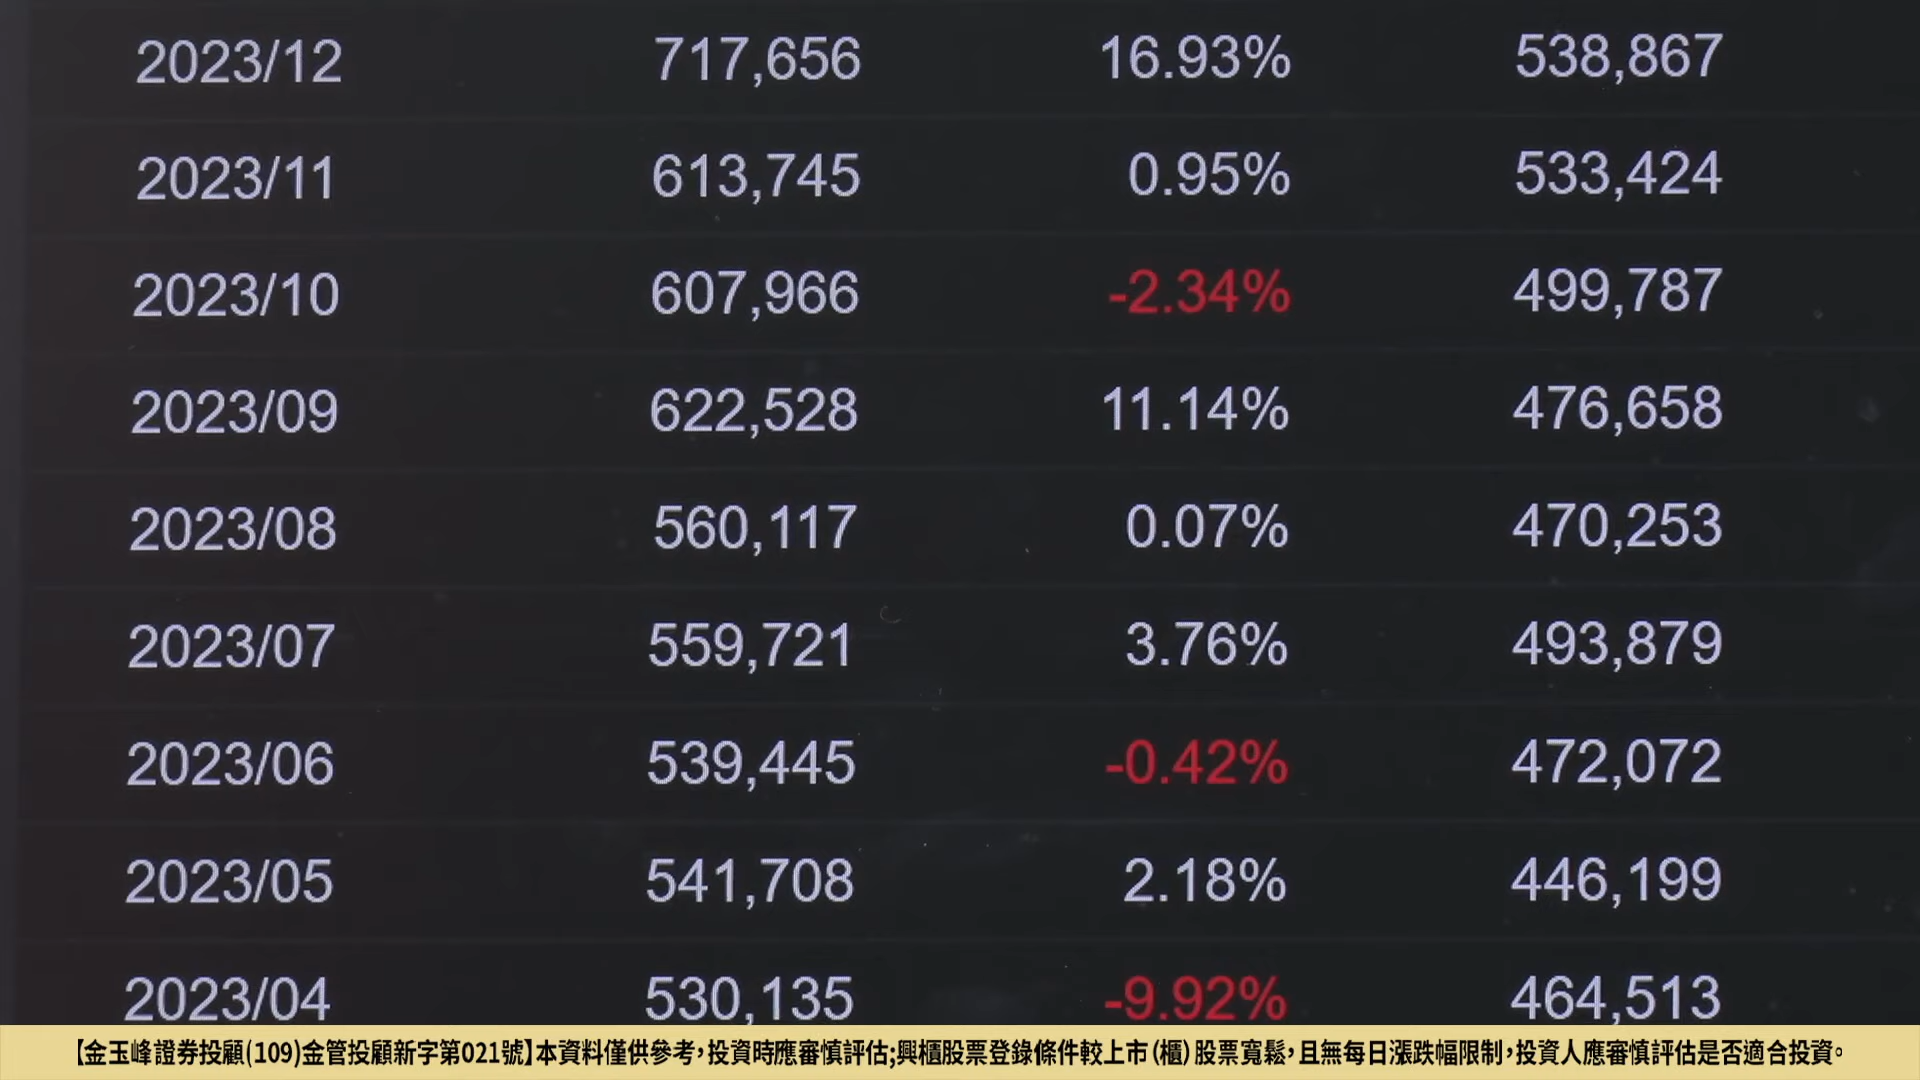 2023/12 717,656 16.93% 538,867
2023/11 613,745 0.95% 533,424
2023/10 607,966 -2.34% 499,787
2023/09 622,528 11.14% 476,658
2023/08 560,117 0.07% 470,253
2023/07 559,721 3.76% 493,879
2023/06 539,445 -0.42% 472,072
2023/05 541,708 2.18% 446,199
2023/04 530,135 -9.92% 464,513
【金玉峰證券投顧(109)金管投顧新字第021號】本資料僅供參考，投資時應審慎評估;興櫃股票登錄條件較上市（櫃）股票寬鬆，且無每日漲跌幅限制，投資人應審慎評估是否適合投資。